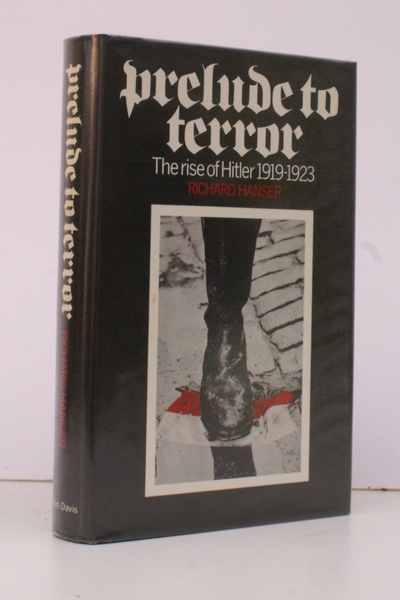 prelude to
terror
The rise of Hitler 1919-1923
RICHARD HANSER
prelude to terror
RICHARD HANSER
Davis